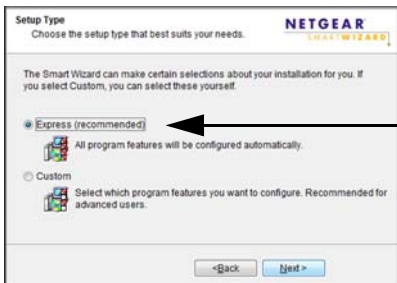 Setup Type
Choose the setup type that best suits your needs.
NETGEAR
SMARTWIZARD
The Smart Wizard can make certain selections about your installation for you. If
you select Custom, you can select these yourself.
Express (recommended)
All program features will be configured automatically.
Custom
Select which program features you want to configure. Recommended for
advanced users.
<Back
Next >